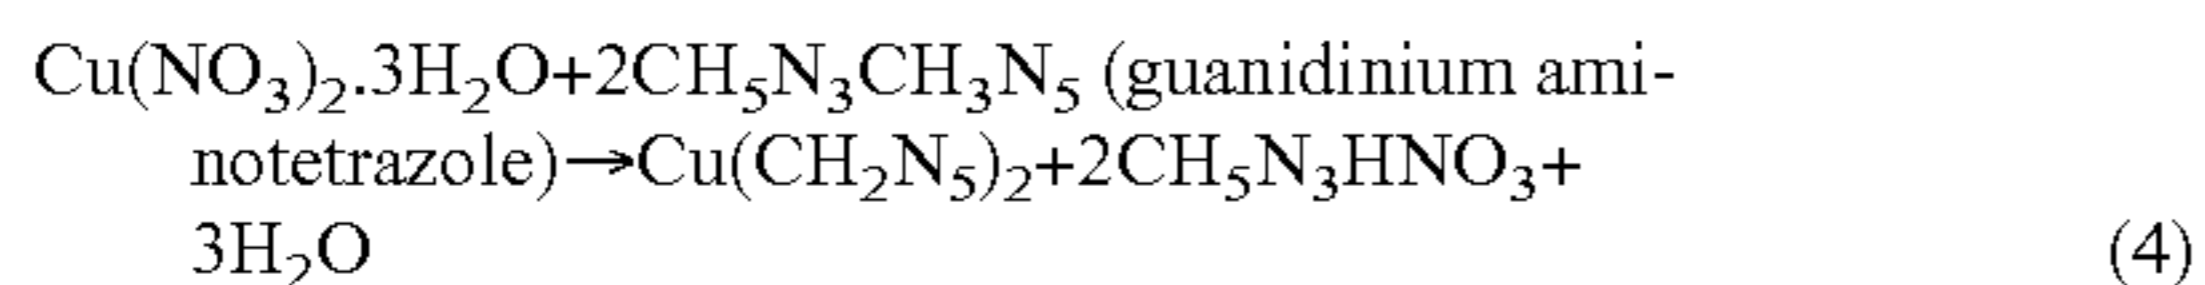 Cu(NO₃)₂.3H₂O+2CH₅N₃CH₃N₅ (guanidinium ami-
notetrazole)→Cu(CH₂N₅)₂+2CH₅N₃HNO₃+
3H₂O (4)